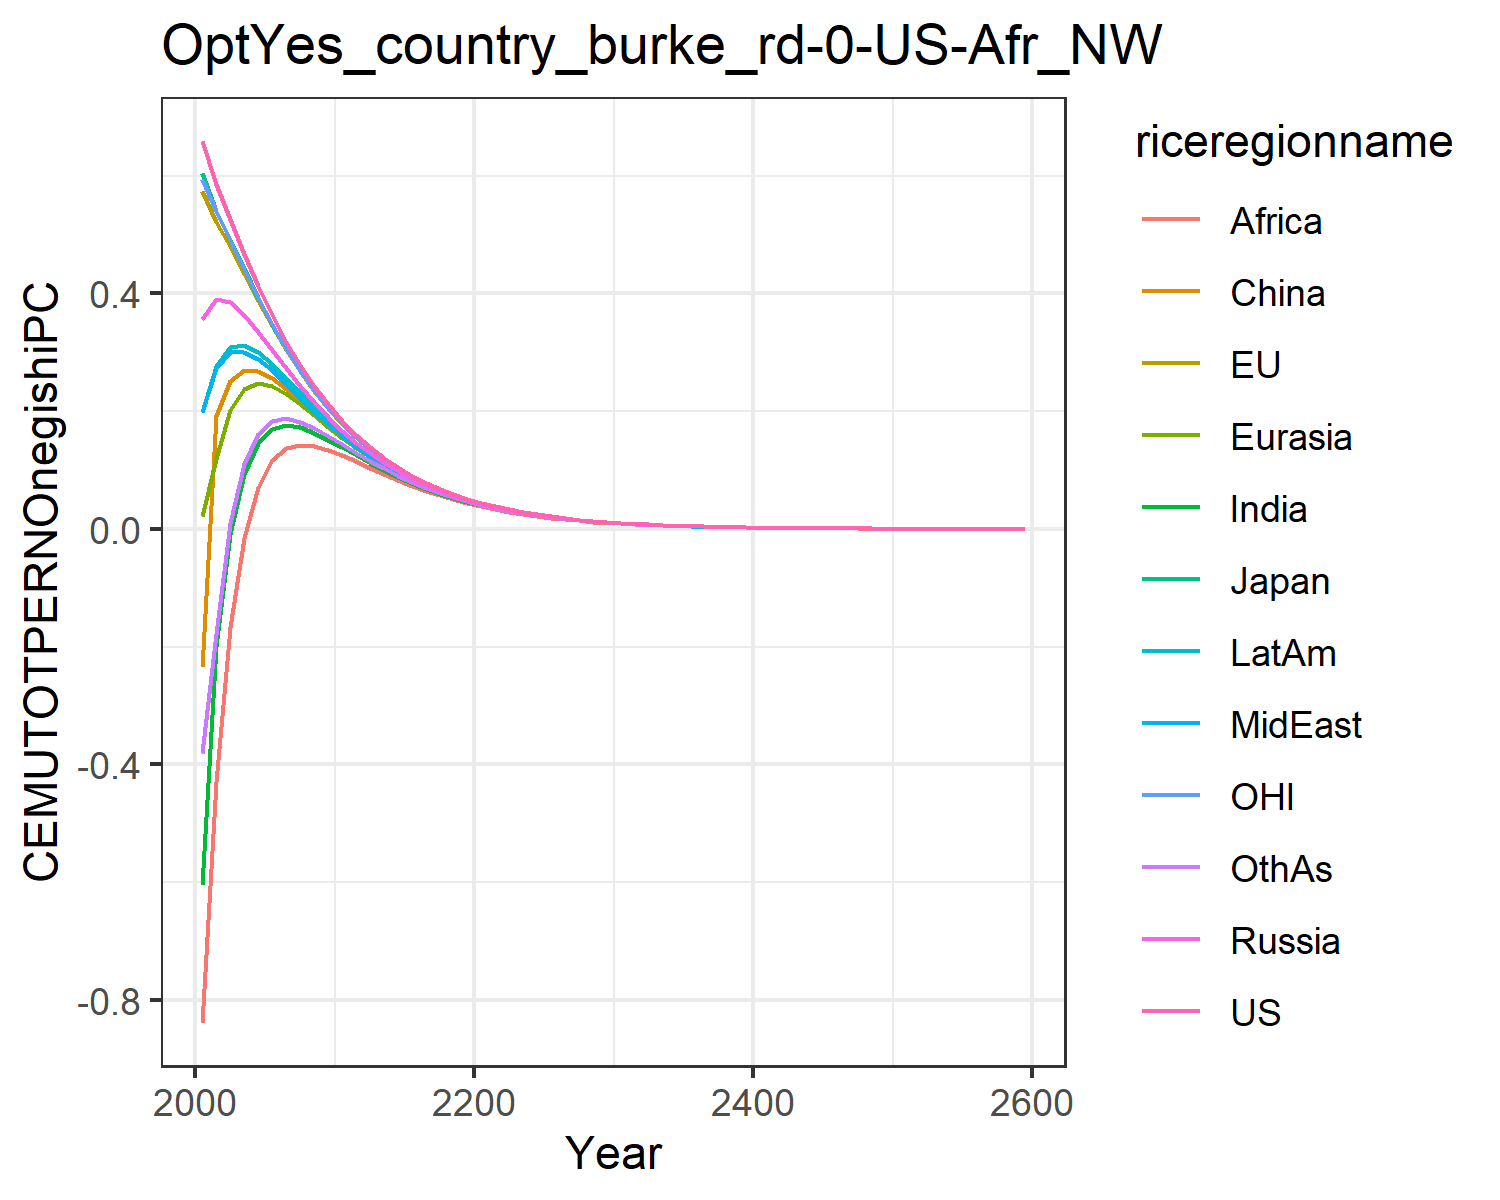 OptYes_country_burke_rd-0-US-Afr_NW
CEMUTOTPERNOnegishiPC
0.4
0.0
-0.4
-0.8
2000
2200
2400
2600
Year
riceregionname
Africa
China
EU
Eurasia
India
Japan
LatAm
MidEast
OHI
OthAs
Russia
US